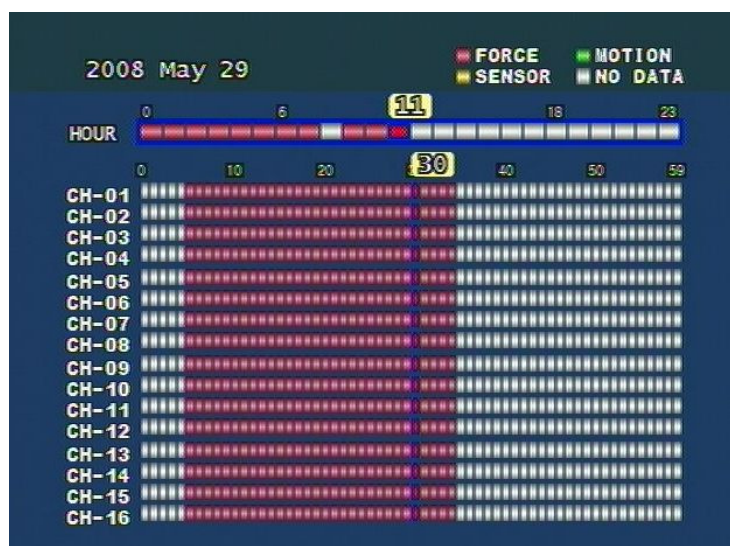 2008 May 29
FORCE MOTION
SENSOR NO DATA
0 6 11 18 23
HOUR
0 10 20 30 40 50 59
CH-01
CH-02
CH-03
CH-04
CH-05
CH-06
CH-07
CH-08
CH-09
CH-10
CH-11
CH-12
CH-13
CH-14
CH-15
CH-16